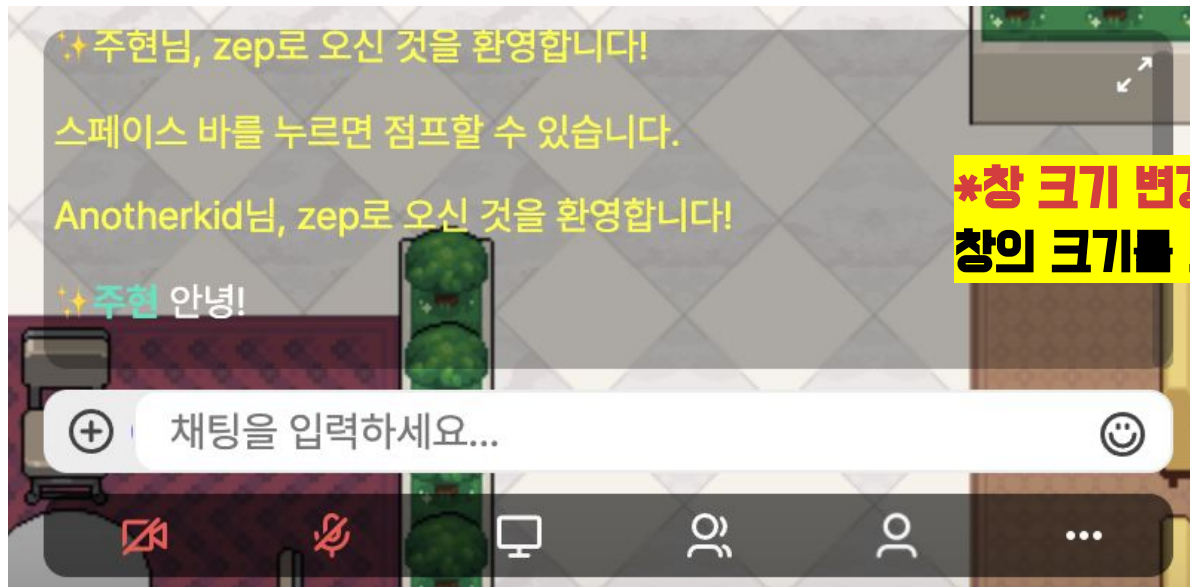 ✨주현님, zep로 오신 것을 환영합니다!
스페이스 바를 누르면 점프할 수 있습니다.
*창 크기
Anotherkid님, zep로 오신 것을 환영합니다!
창의 크기를
✨주현 안녕!
채팅을 입력하세요...